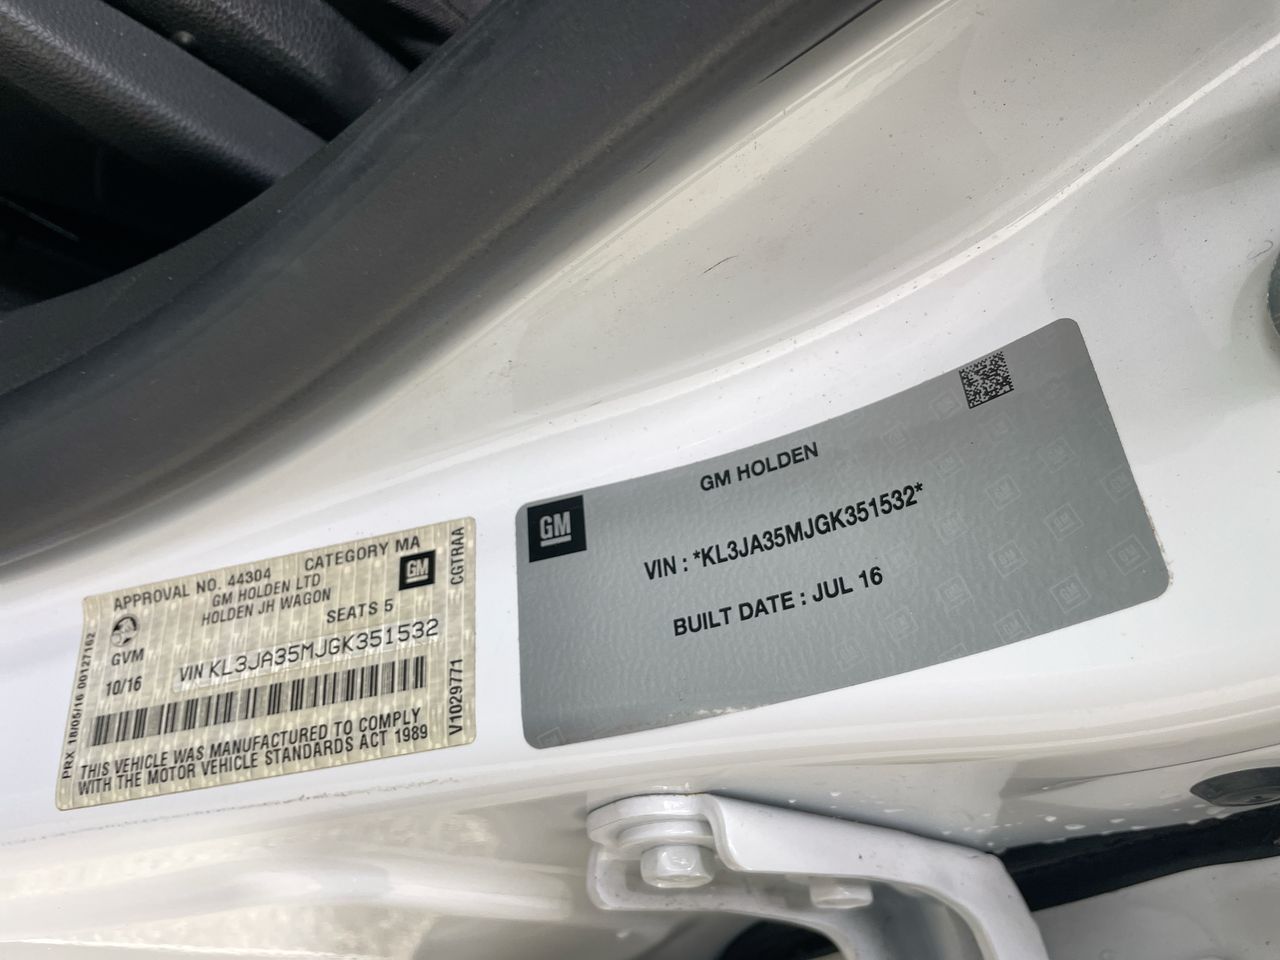 APPROVAL NO. 44304 CATEGORY MA
GM HOLDEN LTD
HOLDEN JH WAGON
GM
SEATS 5
GVM
VIN KL3JA35MJGK351532
10/16
THIS VEHICLE WAS MANUFACTURED TO COMPLY
WITH THE MOTOR VEHICLE STANDARDS ACT 1989
PRX 18/05/16 00127162
CGTRAA
V1029771
GM
GM HOLDEN
VIN : *KL3JA35MJGK351532*
BUILT DATE : JUL 16